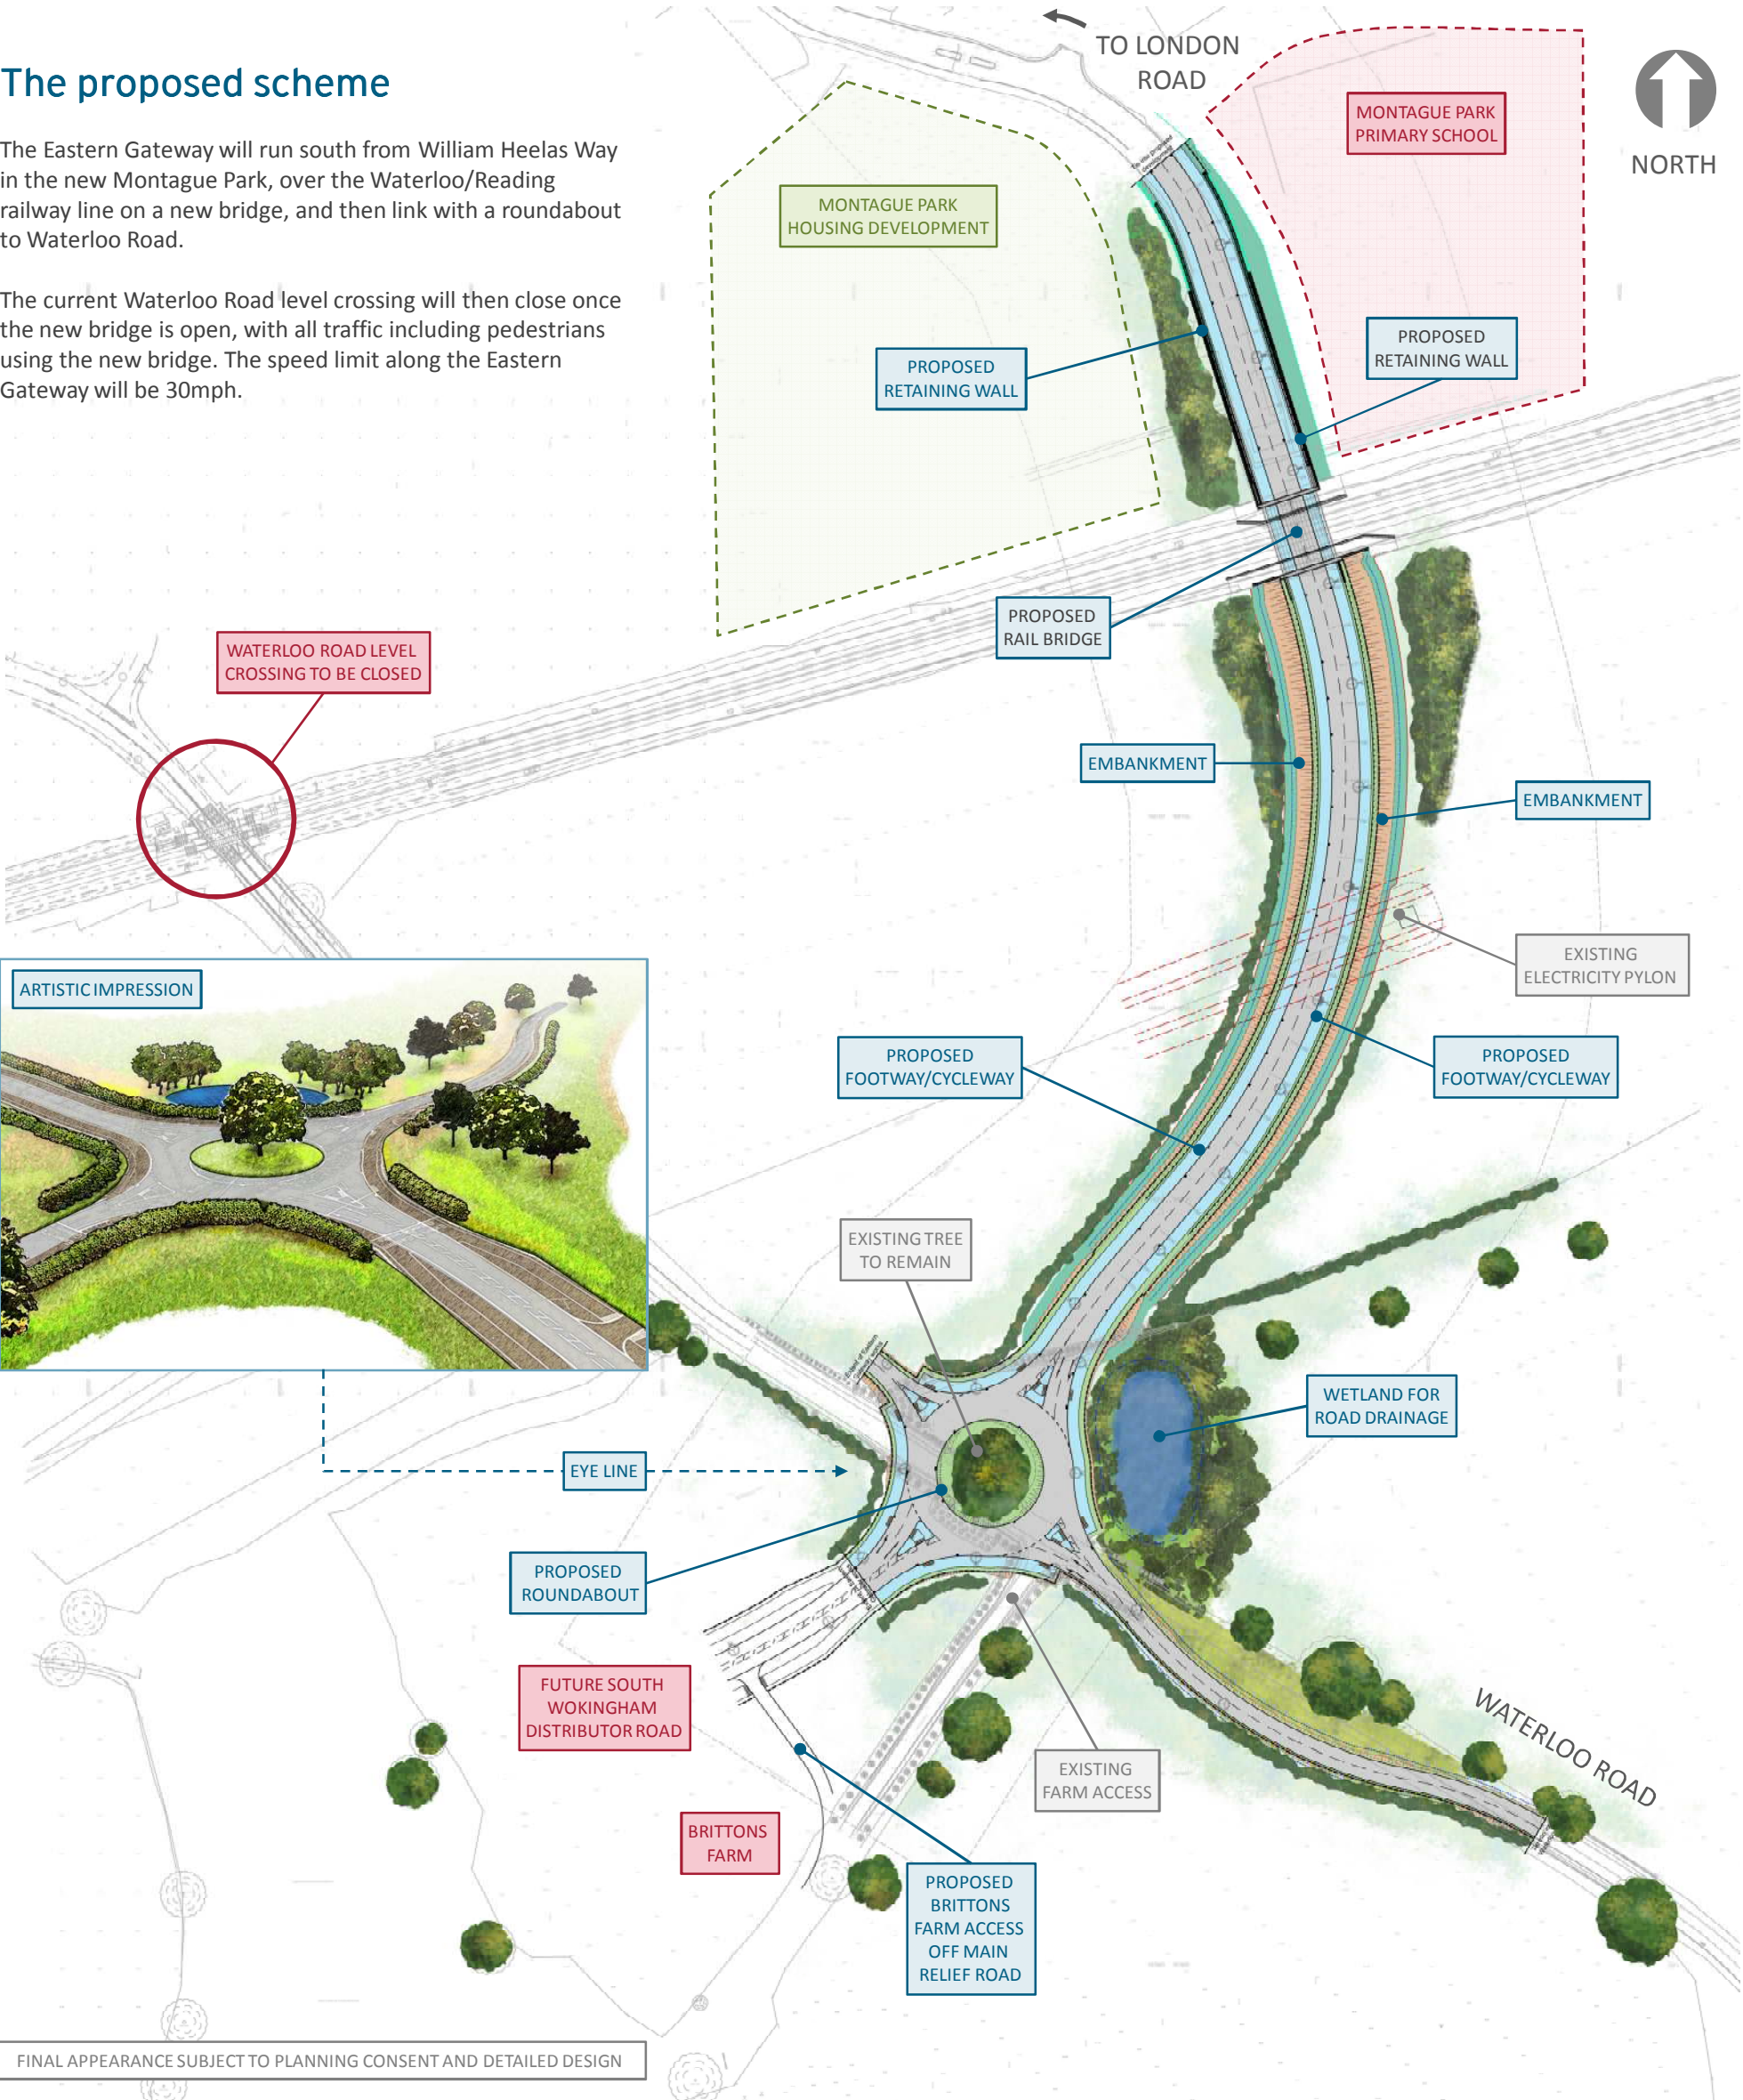 The proposed scheme
The Eastern Gateway will run south from William Heelas Way
in the new Montague Park, over the Waterloo/Reading
railway line on a new bridge, and then link with a roundabout
to Waterloo Road.
The current Waterloo Road level crossing will then close once
the new bridge is open, with all traffic including pedestrians
using the new bridge. The speed limit along the Eastern
Gateway will be 30mph.
TO LONDON
ROAD
MONTAGUE PARK
PRIMARY SCHOOL
NORTH
MONTAGUE PARK
HOUSING DEVELOPMENT
PROPOSED
RETAINING WALL
PROPOSED
RETAINING WALL
PROPOSED
RAIL BRIDGE
WATERLOO ROAD LEVEL
CROSSING TO BE CLOSED
EMBANKMENT
EMBANKMENT
EXISTING
ELECTRICITY PYLON
ARTISTIC IMPRESSION
PROPOSED
FOOTWAY/CYCLEWAY
PROPOSED
FOOTWAY/CYCLEWAY
EXISTING TREE
TO REMAIN
WETLAND FOR
ROAD DRAINAGE
EYE LINE
PROPOSED
ROUNDABOUT
FUTURE SOUTH
WOKINGHAM
DISTRIBUTOR ROAD
WATERLOO ROAD
EXISTING
FARM ACCESS
BRITTONS
FARM
PROPOSED
BRITTONS
FARM ACCESS
OFF MAIN
RELIEF ROAD
FINAL APPEARANCE SUBJECT TO PLANNING CONSENT AND DETAILED DESIGN